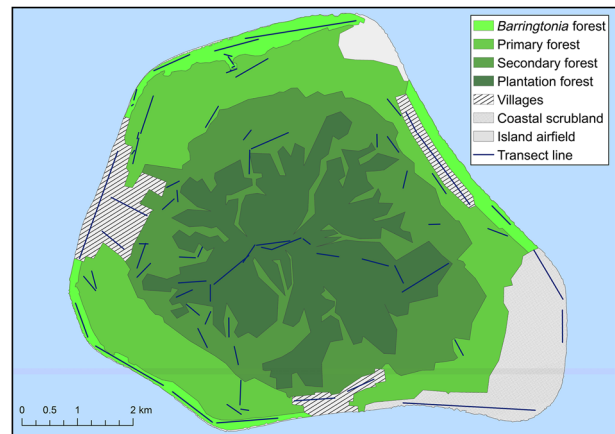 Barringtonia forest
Primary forest
Secondary forest
Plantation forest
Villages
Coastal scrubland
Island airfield
Transect line
0 0.5 1 2 km